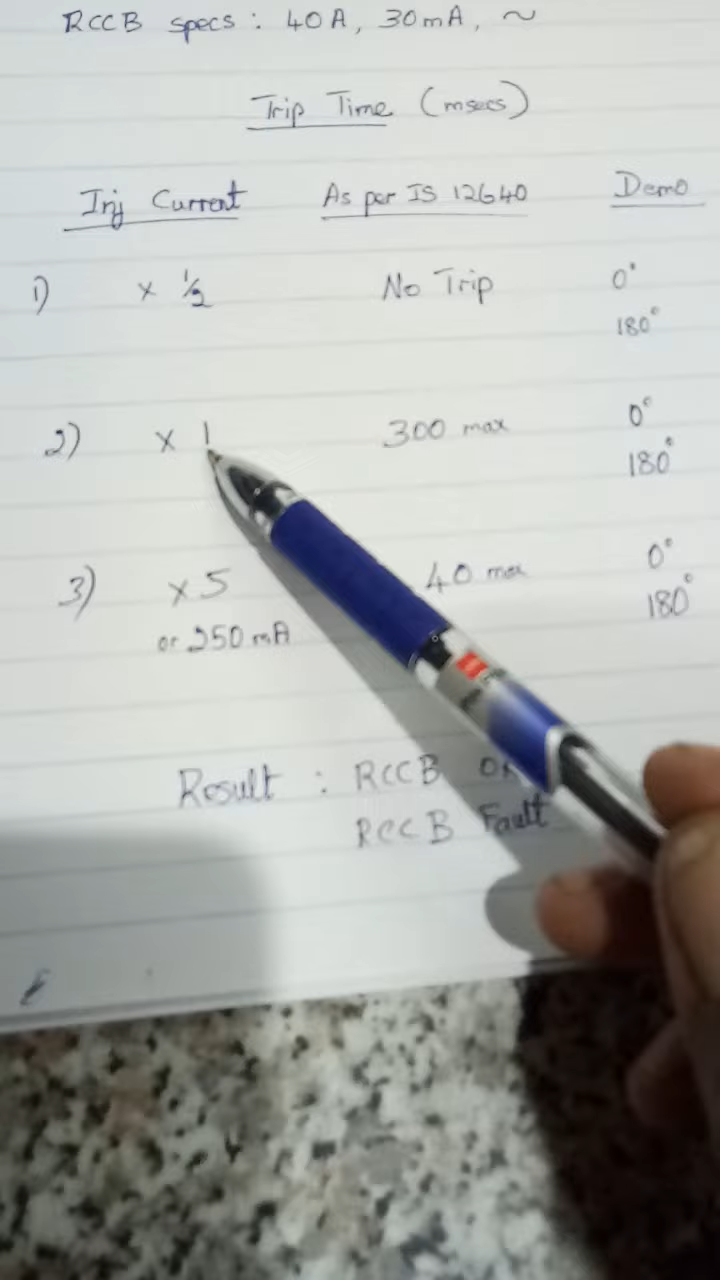 RCCB specs : 40A, 30mA, ~
Trip Time (msecs)
Inj Current As per IS 12640 Demo
1) x ½ No Trip 0°
180°
2) x 1 300 max 0°
180°
3) x 5 40 max 0°
or 250 mA 180°
Result : RCCB
RCCB Fault